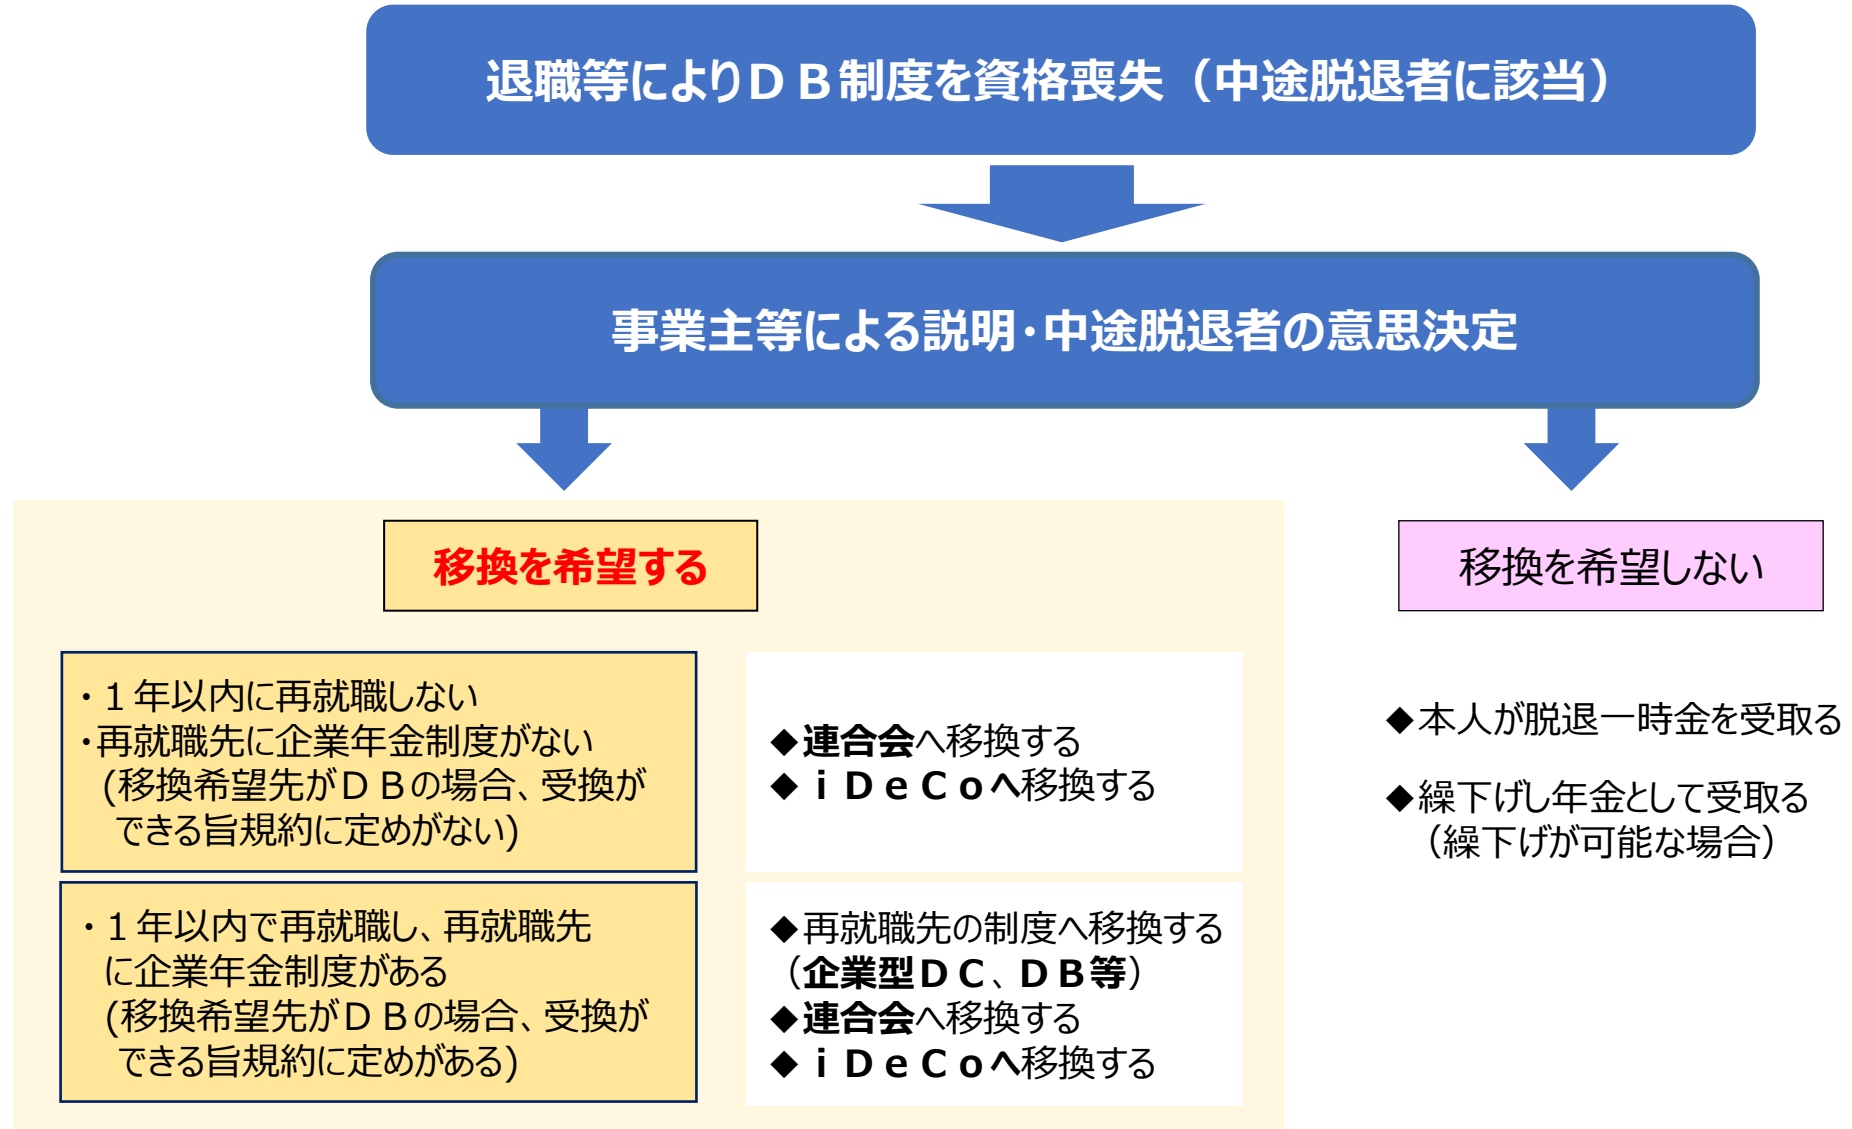 退職等によりＤＢ制度を資格喪失（中途脱退者に該当）
事業主等による説明・中途脱退者の意思決定
移換を希望する
・１年以内に再就職しない
・再就職先に企業年金制度がない
(移換希望先がＤＢの場合、受換が
できる旨規約に定めがない)
◆連合会へ移換する
◆ｉＤｅＣｏへ移換する
・１年以内で再就職し、再就職先
に企業年金制度がある
(移換希望先がＤＢの場合、受換が
できる旨規約に定めがある)
◆再就職先の制度へ移換する
（企業型ＤＣ、ＤＢ等）
◆連合会へ移換する
◆ｉＤｅＣｏへ移換する
移換を希望しない
◆本人が脱退一時金を受取る
◆繰下げし年金として受取る
（繰下げが可能な場合）